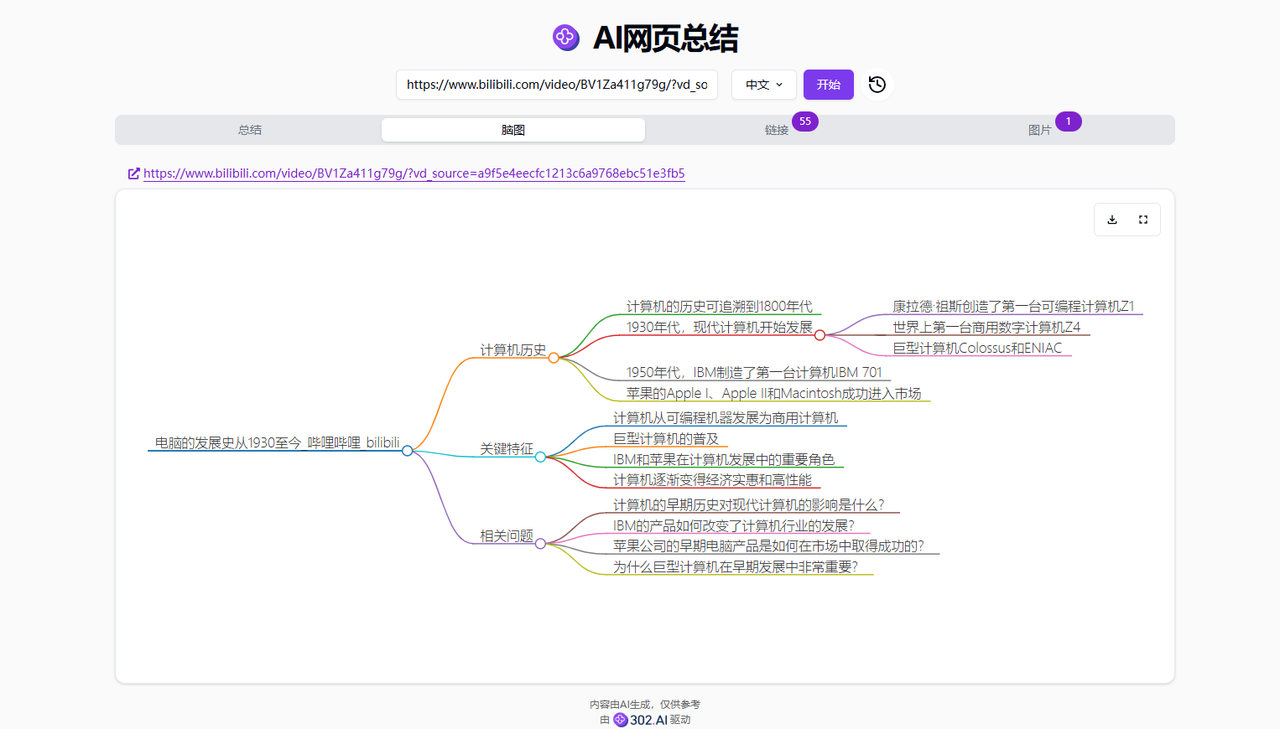 AI网页总结
https://www.bilibili.com/video/BV1Za411g79g/?vd_so
中文
开始
总结
脑图
链接
55
图片
1
https://www.bilibili.com/video/BV1Za411g79g/?vd_source=a9f5e4eecfc1213c6a9768ebc51e3fb5
电脑的发展史从1930至今_哔哩哔哩_bilibili
计算机历史
计算机的历史可追溯到1800年代
1930年代，现代计算机开始发展
康拉德·祖斯创造了第一台可编程计算机Z1
世界上第一台商用数字计算机Z4
巨型计算机Colossus和ENIAC
1950年代，IBM制造了第一台计算机IBM 701
苹果的Apple I、Apple II和Macintosh成功进入市场
关键特征
计算机从可编程机器发展为商用计算机
巨型计算机的普及
IBM和苹果在计算机发展中的重要角色
计算机逐渐变得经济实惠和高性能
相关问题
计算机的早期历史对现代计算机的影响是什么？
IBM的产品如何改变了计算机行业的发展？
苹果公司的早期电脑产品是如何在市场中取得成功的？
为什么巨型计算机在早期发展中非常重要？
内容由AI生成，仅供参考
由 302.AI 驱动